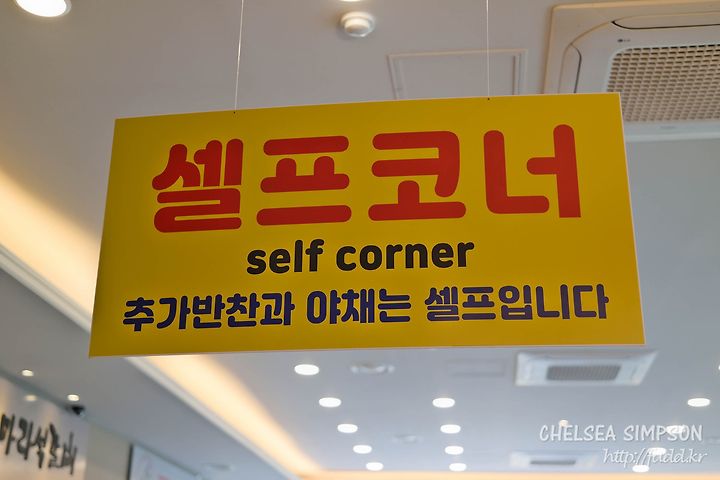 셀프코너
self corner
추가반찬과 야채는 셀프입니다
CHELSEA SIMPSON
http://fudd.kr